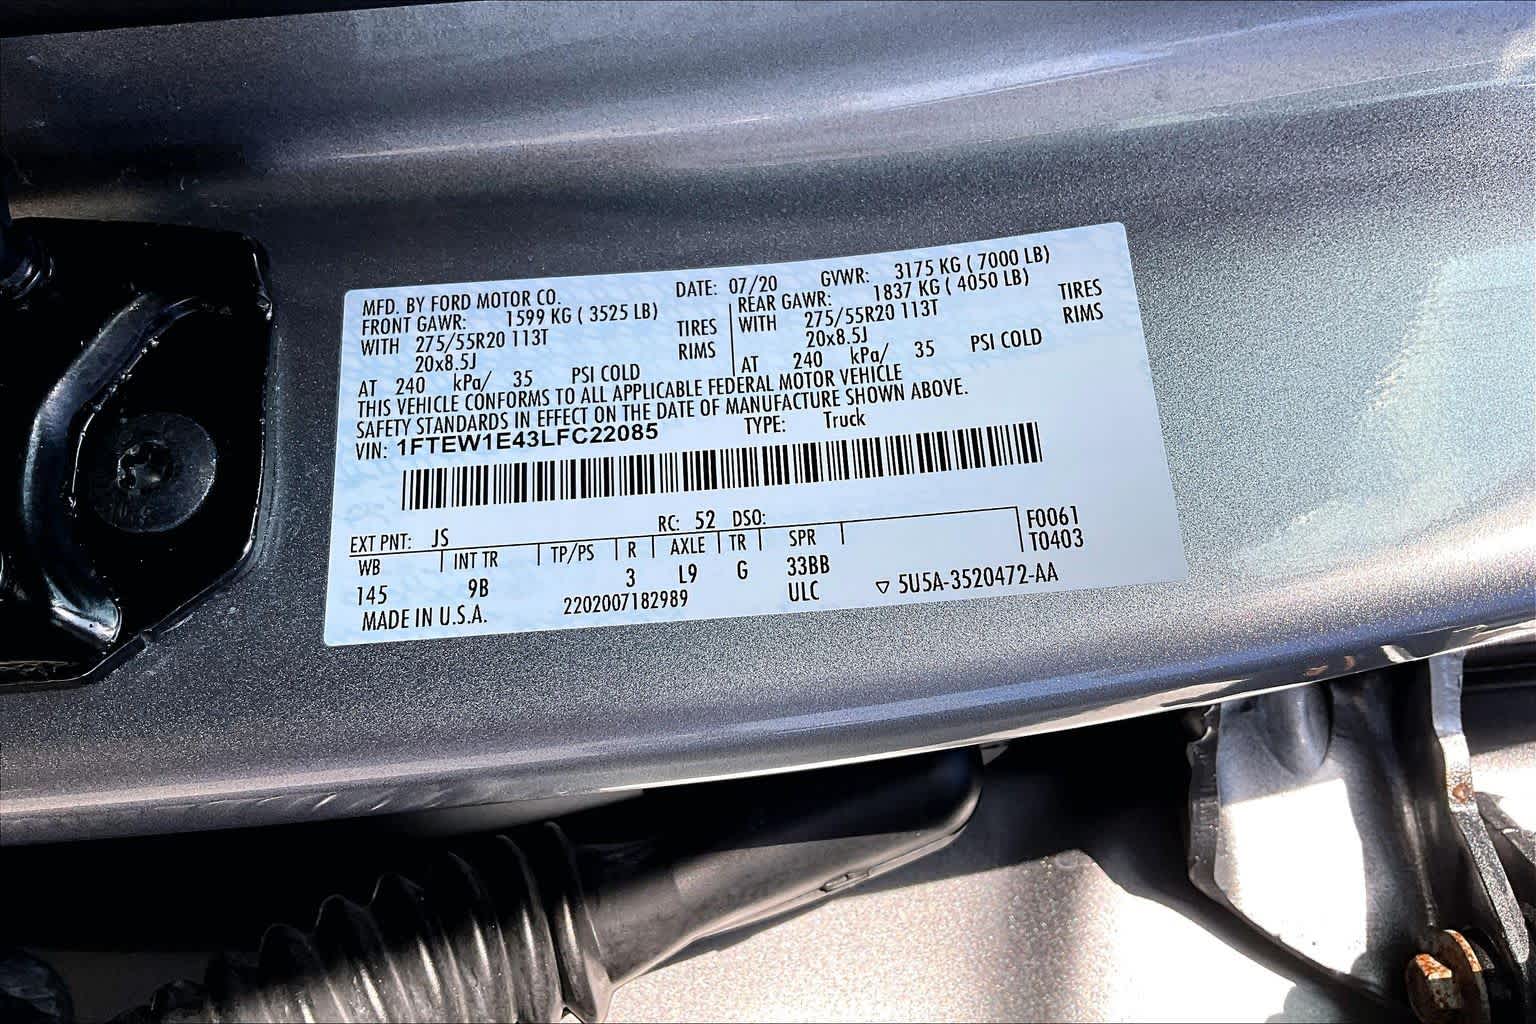 MFD. BY FORD MOTOR CO. DATE: 07/20 GVWR: 3175 KG ( 7000 LB)
FRONT GAWR: 1599 KG ( 3525 LB) REAR GAWR: 1837 KG ( 4050 LB)
WITH 275/55R20 113T TIRES WITH 275/55R20 113T TIRES
20x8.5J RIMS 20x8.5J RIMS
AT 240 kPa/ 35 PSI COLD AT 240 kPa/ 35 PSI COLD
THIS VEHICLE CONFORMS TO ALL APPLICABLE FEDERAL MOTOR VEHICLE
SAFETY STANDARDS IN EFFECT ON THE DATE OF MANUFACTURE SHOWN ABOVE.
VIN: 1FTEW1E43LFC22085 TYPE: Truck
EXT PNT: JS RC: 52 DSO: F0061
WB INT TR TP/PS R AXLE TR SPR T0403
145 9B 3 L9 G 33BB
MADE IN U.S.A. 2202007182989 ULC ▽ 5U5A-3520472-AA